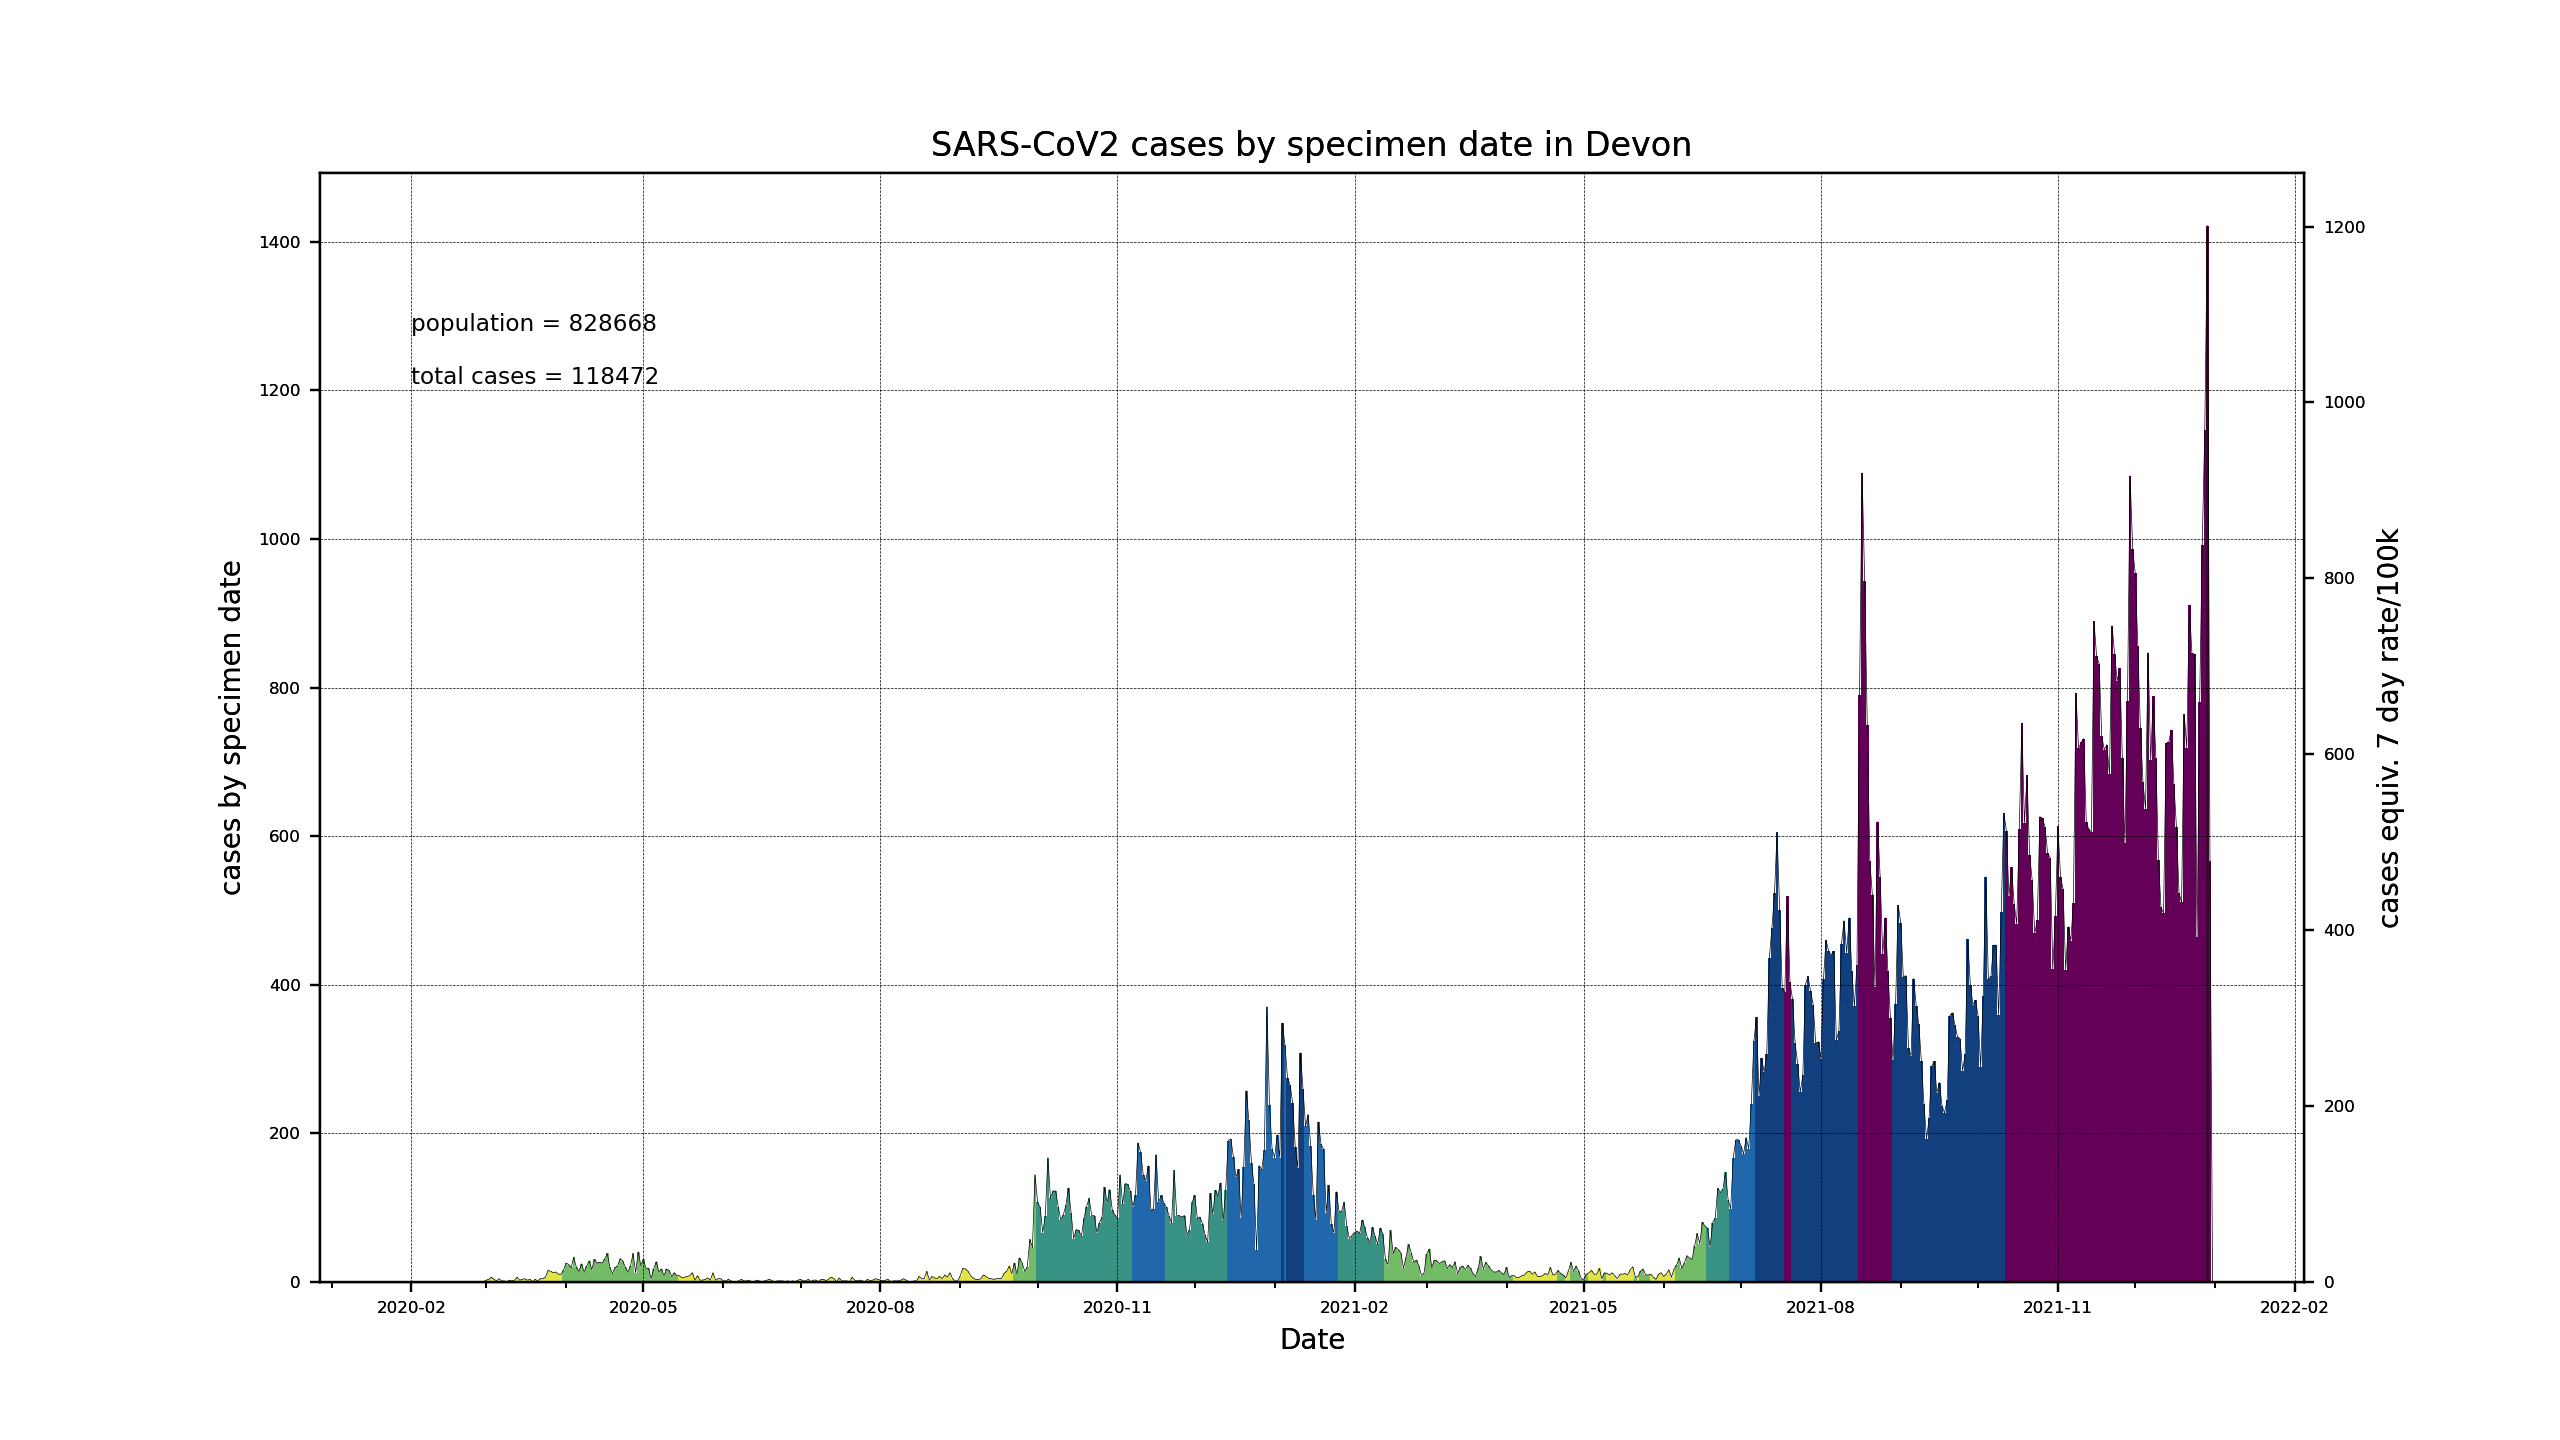 SARS-CoV2 cases by specimen date in Devon
population = 828668
total cases = 118472
cases by specimen date
1400
1200
1000
800
600
400
200
0
1200
1000
800
600
400
200
0
cases equiv. 7 day rate/100k
2020-02 2020-05 2020-08 2020-11 2021-02 2021-05 2021-08 2021-11 2022-02
Date